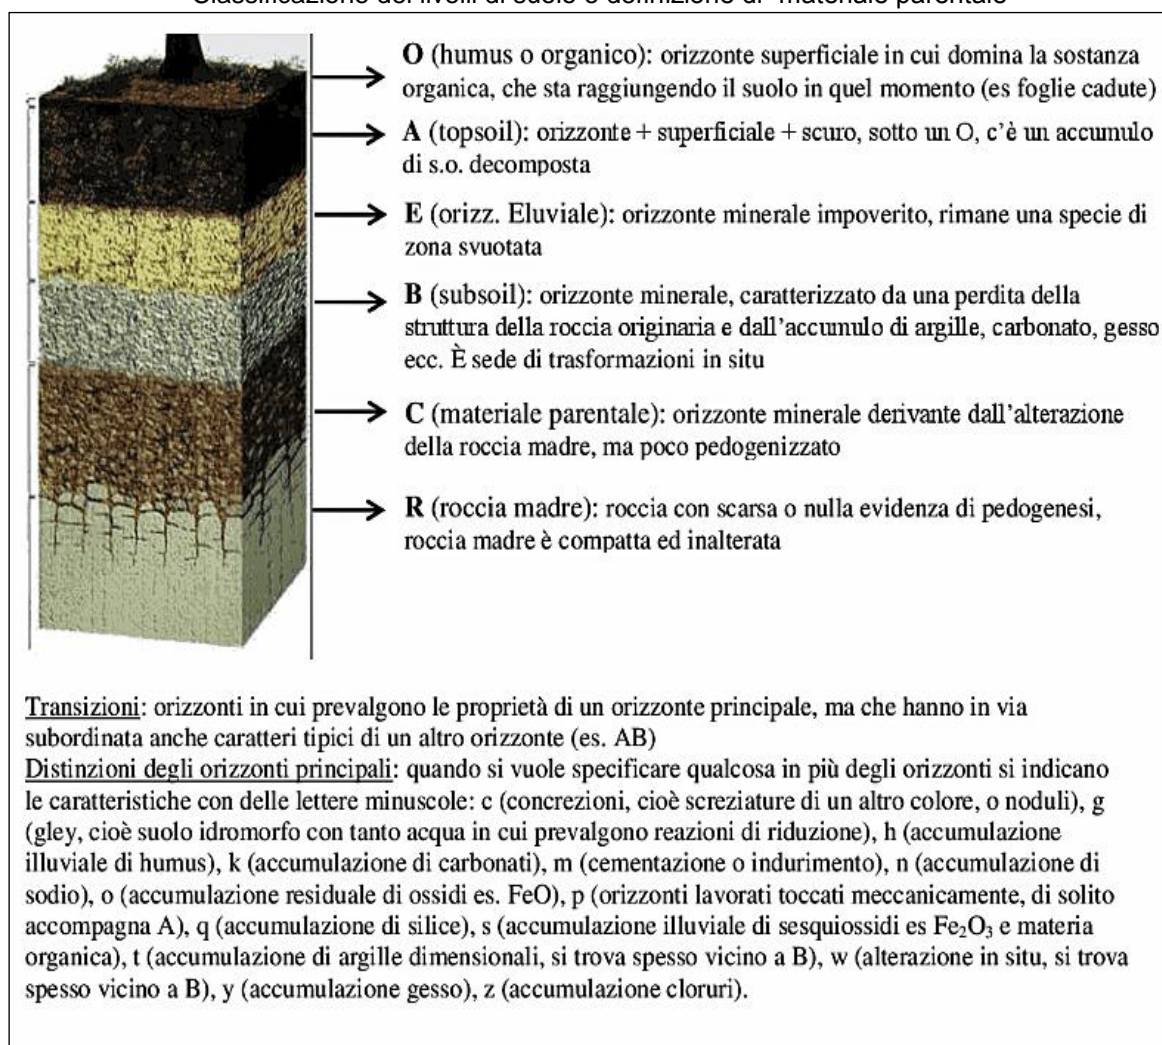 Classificazione dei livelli di suolo e definizione di "materiale parentale"
O (humus o organico): orizzonte superficiale in cui domina la sostanza
organica, che sta raggiungendo il suolo in quel momento (es foglie cadute)
A (topsoil): orizzonte + superficiale + scuro, sotto un O, c'è un accumulo
di s.o. decomposta
E (orizz. Eluviale): orizzonte minerale impoverito, rimane una specie di
zona svuotata
B (subsoil): orizzonte minerale, caratterizzato da una perdita della
struttura della roccia originaria e dall'accumulo di argille, carbonato, gesso
ecc. È sede di trasformazioni in situ
C (materiale parentale): orizzonte minerale derivante dall'alterazione
della roccia madre, ma poco pedogenizzato
R (roccia madre): roccia con scarsa o nulla evidenza di pedogenesi,
roccia madre è compatta ed inalterata
Transizioni: orizzonti in cui prevalgono le proprietà di un orizzonte principale, ma che hanno in via
subordinata anche caratteri tipici di un altro orizzonte (es. AB)
Distinzioni degli orizzonti principali: quando si vuole specificare qualcosa in più degli orizzonti si indicano
le caratteristiche con delle lettere minuscole: c (concrezioni, cioè screziature di un altro colore, o noduli), g
(gley, cioè suolo idromorfo con tanto acqua in cui prevalgono reazioni di riduzione), h (accumulazione
illuviale di humus), k (accumulazione di carbonati), m (cementazione o indurimento), n (accumulazione di
sodio), o (accumulazione residuale di ossidi es. FeO), p (orizzonti lavorati toccati meccanicamente, di solito
accompagna A), q (accumulazione di silice), s (accumulazione illuviale di sesquiossidi es Fe₂O₃ e materia
organica), t (accumulazione di argille dimensionali, si trova spesso vicino a B), w (alterazione in situ, si trova
spesso vicino a B), y (accumulazione gesso), z (accumulazione cloruri).